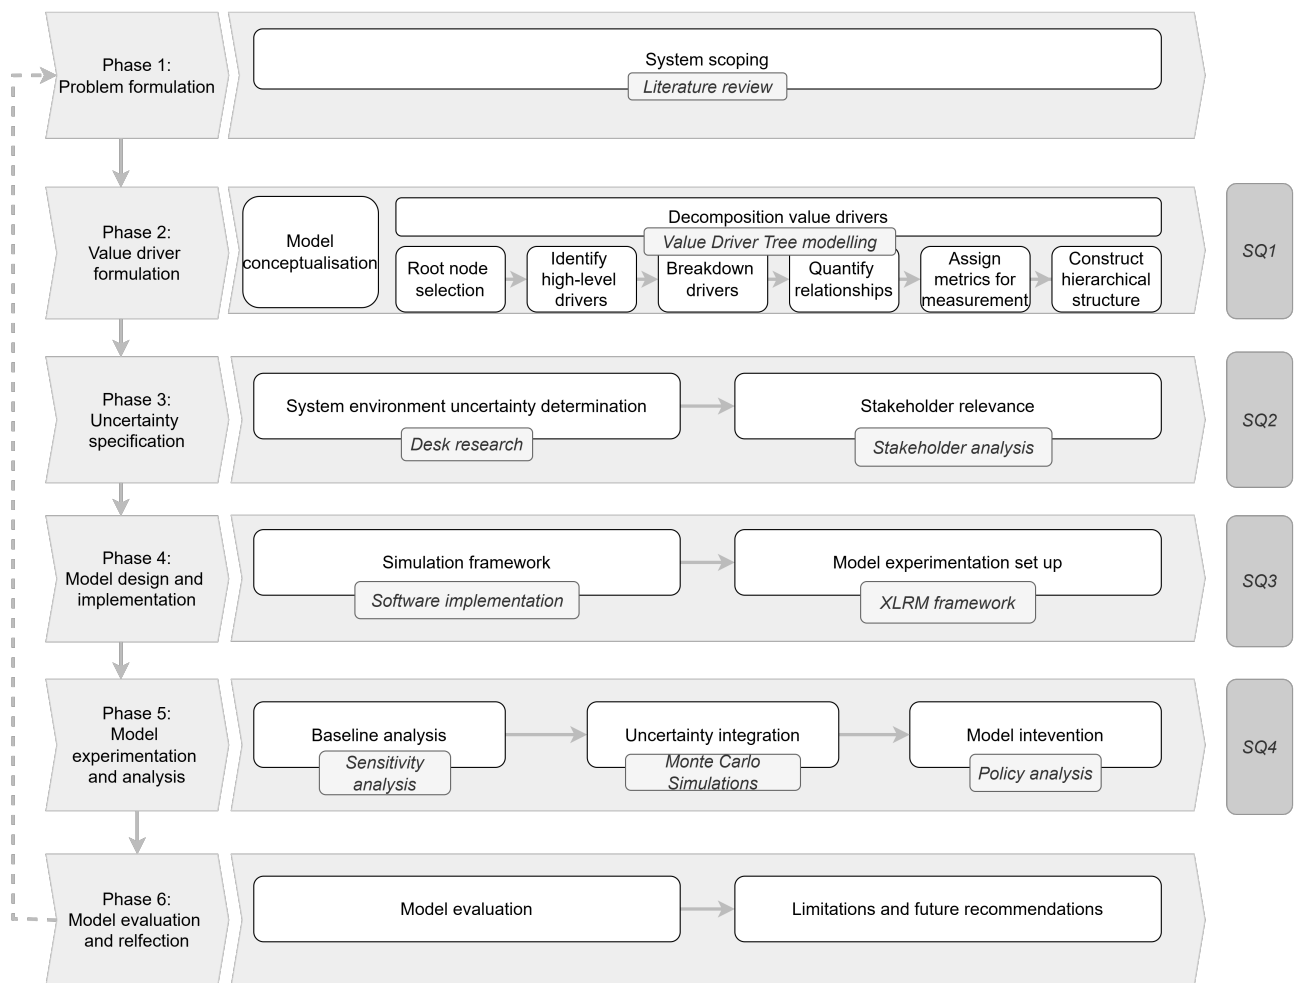 Phase 1:
Problem formulation
System scoping
Literature review
Phase 2:
Value driver
formulation
Model
conceptualisation
Decomposition value drivers
Value Driver Tree modelling
Root node
selection
Identify
high-level
drivers
Breakdown
drivers
Quantify
relationships
Assign
metrics for
measurement
Construct
hierarchical
structure
SQ1
Phase 3:
Uncertainty
specification
System environment uncertainty determination
Desk research
Stakeholder relevance
Stakeholder analysis
SQ2
Phase 4:
Model design and
implementation
Simulation framework
Software implementation
Model experimentation set up
XLRM framework
SQ3
Phase 5:
Model
experimentation
and analysis
Baseline analysis
Sensitivity
analysis
Uncertainty integration
Monte Carlo
Simulations
Model intevention
Policy analysis
SQ4
Phase 6:
Model evaluation
and relfection
Model evaluation
Limitations and future recommendations